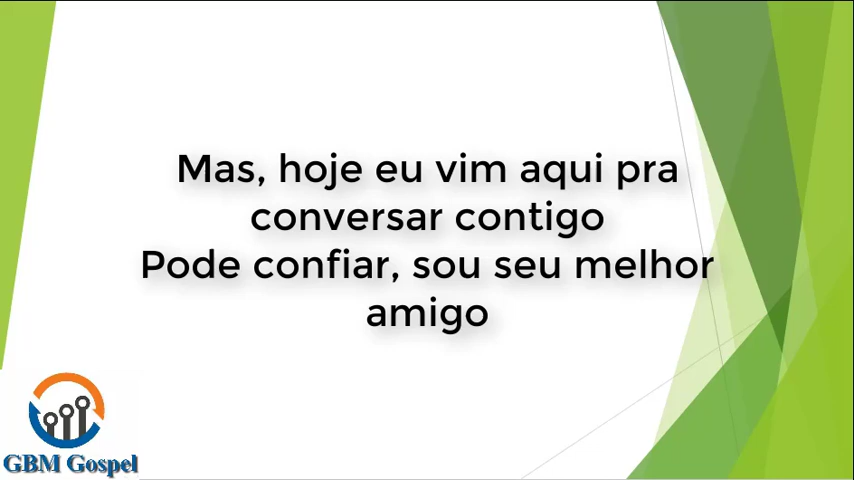 Mas, hoje eu vim aqui pra
conversar contigo
Pode confiar, sou seu melhor
amigo
GBM Gospel